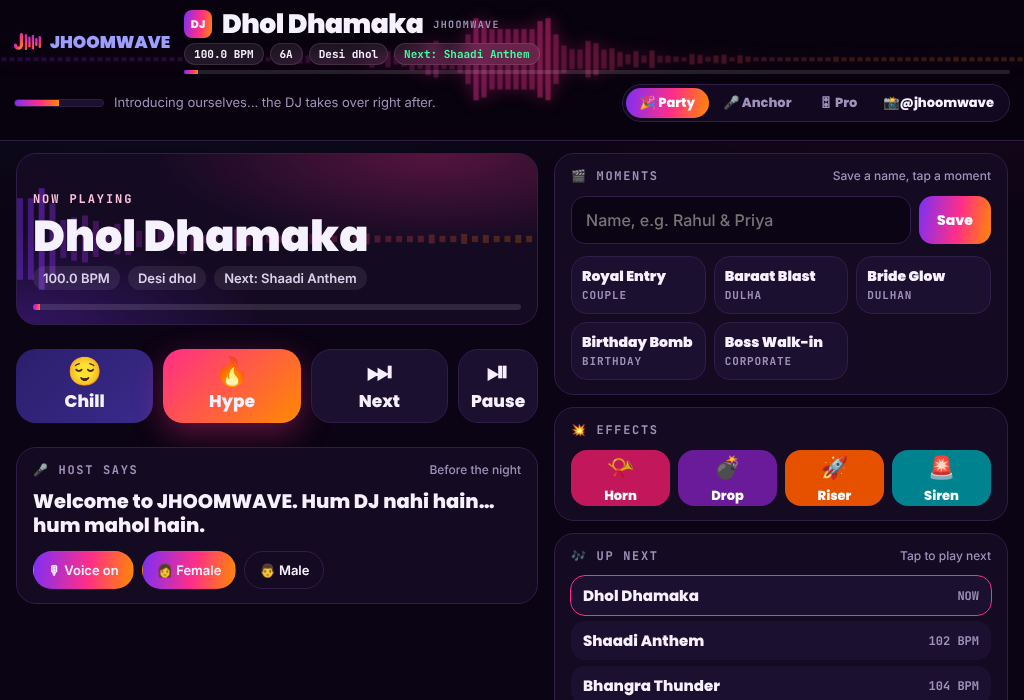 JHOOMWAVE
DJ Dhol Dhamaka JHOOMWAVE
100.0 BPM 6A Desi dhol Next: Shaadi Anthem
Introducing ourselves... the DJ takes over right after.
🎉 Party 🎤 Anchor 🎛 Pro 📸@jhoomwave
NOW PLAYING
Dhol Dhamaka
100.0 BPM Desi dhol Next: Shaadi Anthem
😌 Chill
🔥 Hype
⏭ Next
⏯ Pause
🎤 HOST SAYS Before the night
Welcome to JHOOMWAVE. Hum DJ nahi hain...
hum mahol hain.
🎙 Voice on 👩 Female 👨 Male
🎬 MOMENTS Save a name, tap a moment
Name, e.g. Rahul & Priya Save
Royal Entry
COUPLE
Baraat Blast
DULHA
Bride Glow
DULHAN
Birthday Bomb
BIRTHDAY
Boss Walk-in
CORPORATE
💥 EFFECTS
📯 Horn
💣 Drop
🚀 Riser
🚨 Siren
🎶 UP NEXT Tap to play next
Dhol Dhamaka NOW
Shaadi Anthem 102 BPM
Bhangra Thunder 104 BPM